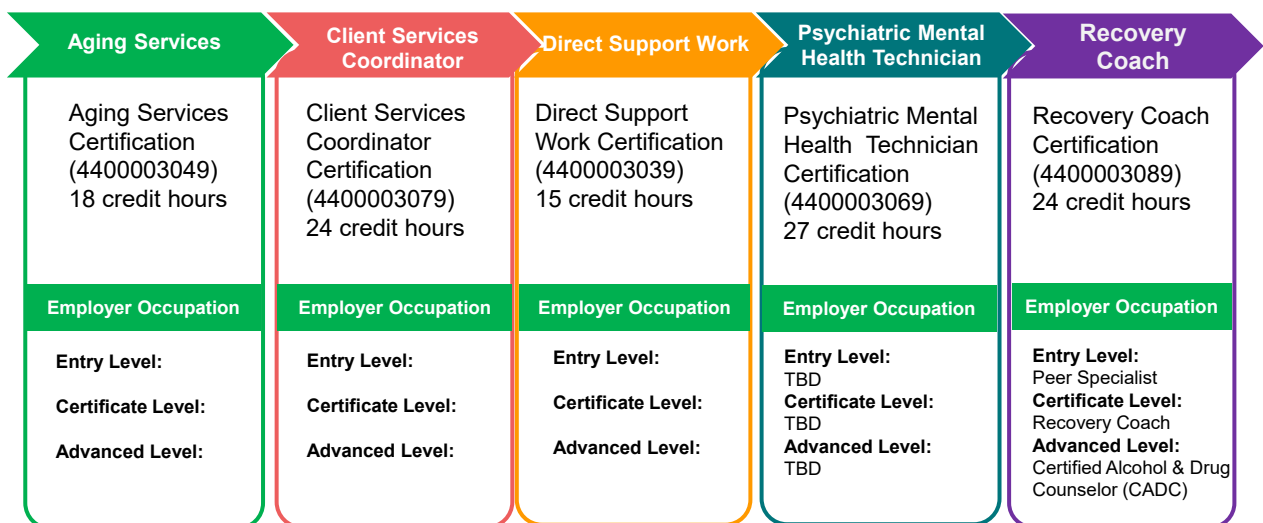 Aging Services
Aging Services
Certification
(4400003049)
18 credit hours
Employer Occupation
Entry Level:
Certificate Level:
Advanced Level:
Client Services
Coordinator
Client Services
Coordinator
Certification
(4400003079)
24 credit hours
Employer Occupation
Entry Level:
Certificate Level:
Advanced Level:
Direct Support Work
Direct Support
Work Certification
(4400003039)
15 credit hours
Employer Occupation
Entry Level:
Certificate Level:
Advanced Level:
Psychiatric Mental
Health Technician
Psychiatric Mental
Health Technician
Certification
(4400003069)
27 credit hours
Employer Occupation
Entry Level:
TBD
Certificate Level:
TBD
Advanced Level:
TBD
Recovery
Coach
Recovery Coach
Certification
(4400003089)
24 credit hours
Employer Occupation
Entry Level:
Peer Specialist
Certificate Level:
Recovery Coach
Advanced Level:
Certified Alcohol & Drug
Counselor (CADC)